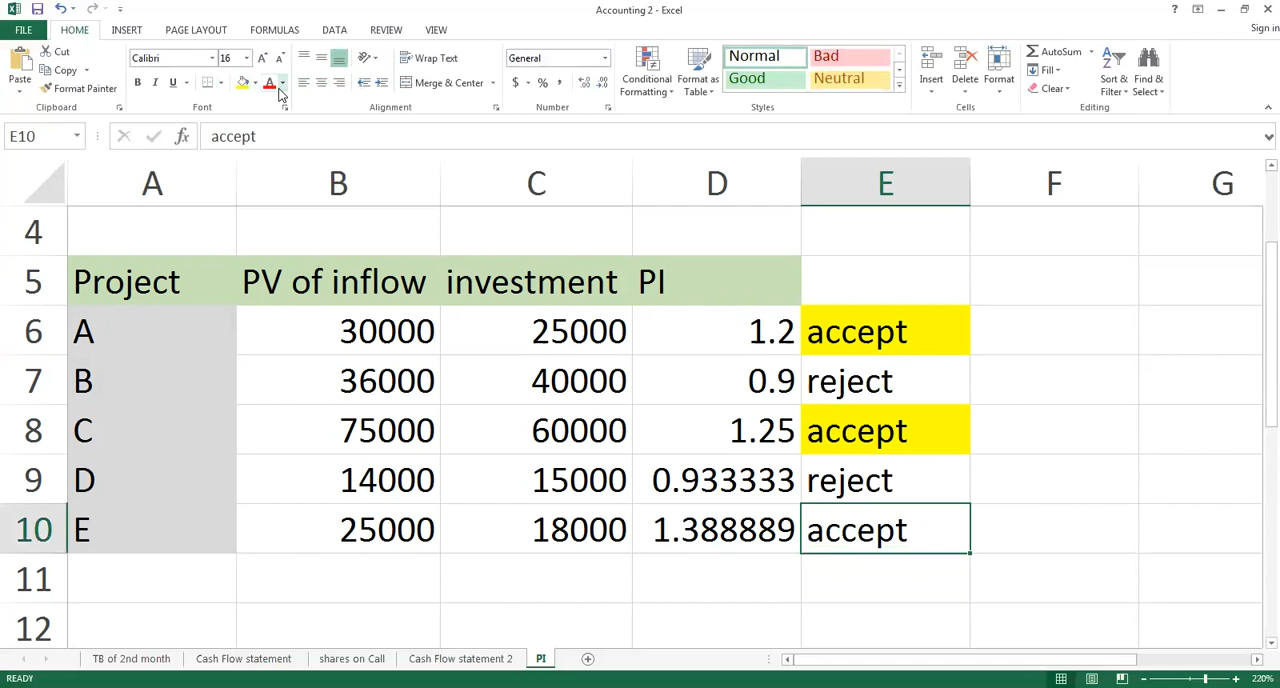 Accounting 2 - Excel
Sign in
FILE HOME INSERT PAGE LAYOUT FORMULAS DATA REVIEW VIEW
Paste
Cut
Copy
Format Painter
Clipboard
Calibri 16
B I U
Font
Wrap Text
Merge & Center
Alignment
General
$ % ,
Number
Conditional Formatting
Format as Table
Normal Bad
Good Neutral
Styles
Insert Delete Format
Cells
AutoSum
Fill
Clear
Sort & Filter
Find & Select
Editing
E10 fx accept
A B C D E F G
4
5 Project PV of inflow investment PI
6 A 30000 25000 1.2 accept
7 B 36000 40000 0.9 reject
8 C 75000 60000 1.25 accept
9 D 14000 15000 0.933333 reject
10 E 25000 18000 1.388889 accept
11
12
TB of 2nd month Cash Flow statement shares on Call Cash Flow statement 2 PI
READY 220%